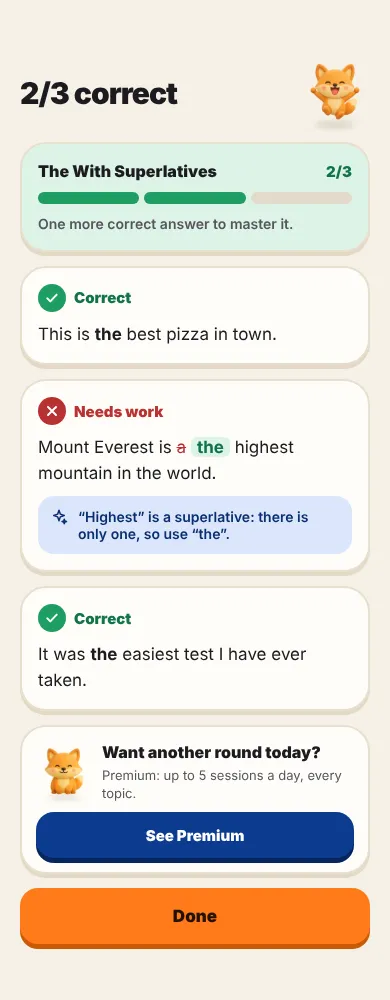 2/3 correct
The With Superlatives
2/3
One more correct answer to master it.
Correct
This is the best pizza in town.
Needs work
Mount Everest is a the highest
mountain in the world.
“Highest” is a superlative: there is
only one, so use “the”.
Correct
It was the easiest test I have ever
taken.
Want another round today?
Premium: up to 5 sessions a day, every
topic.
See Premium
Done